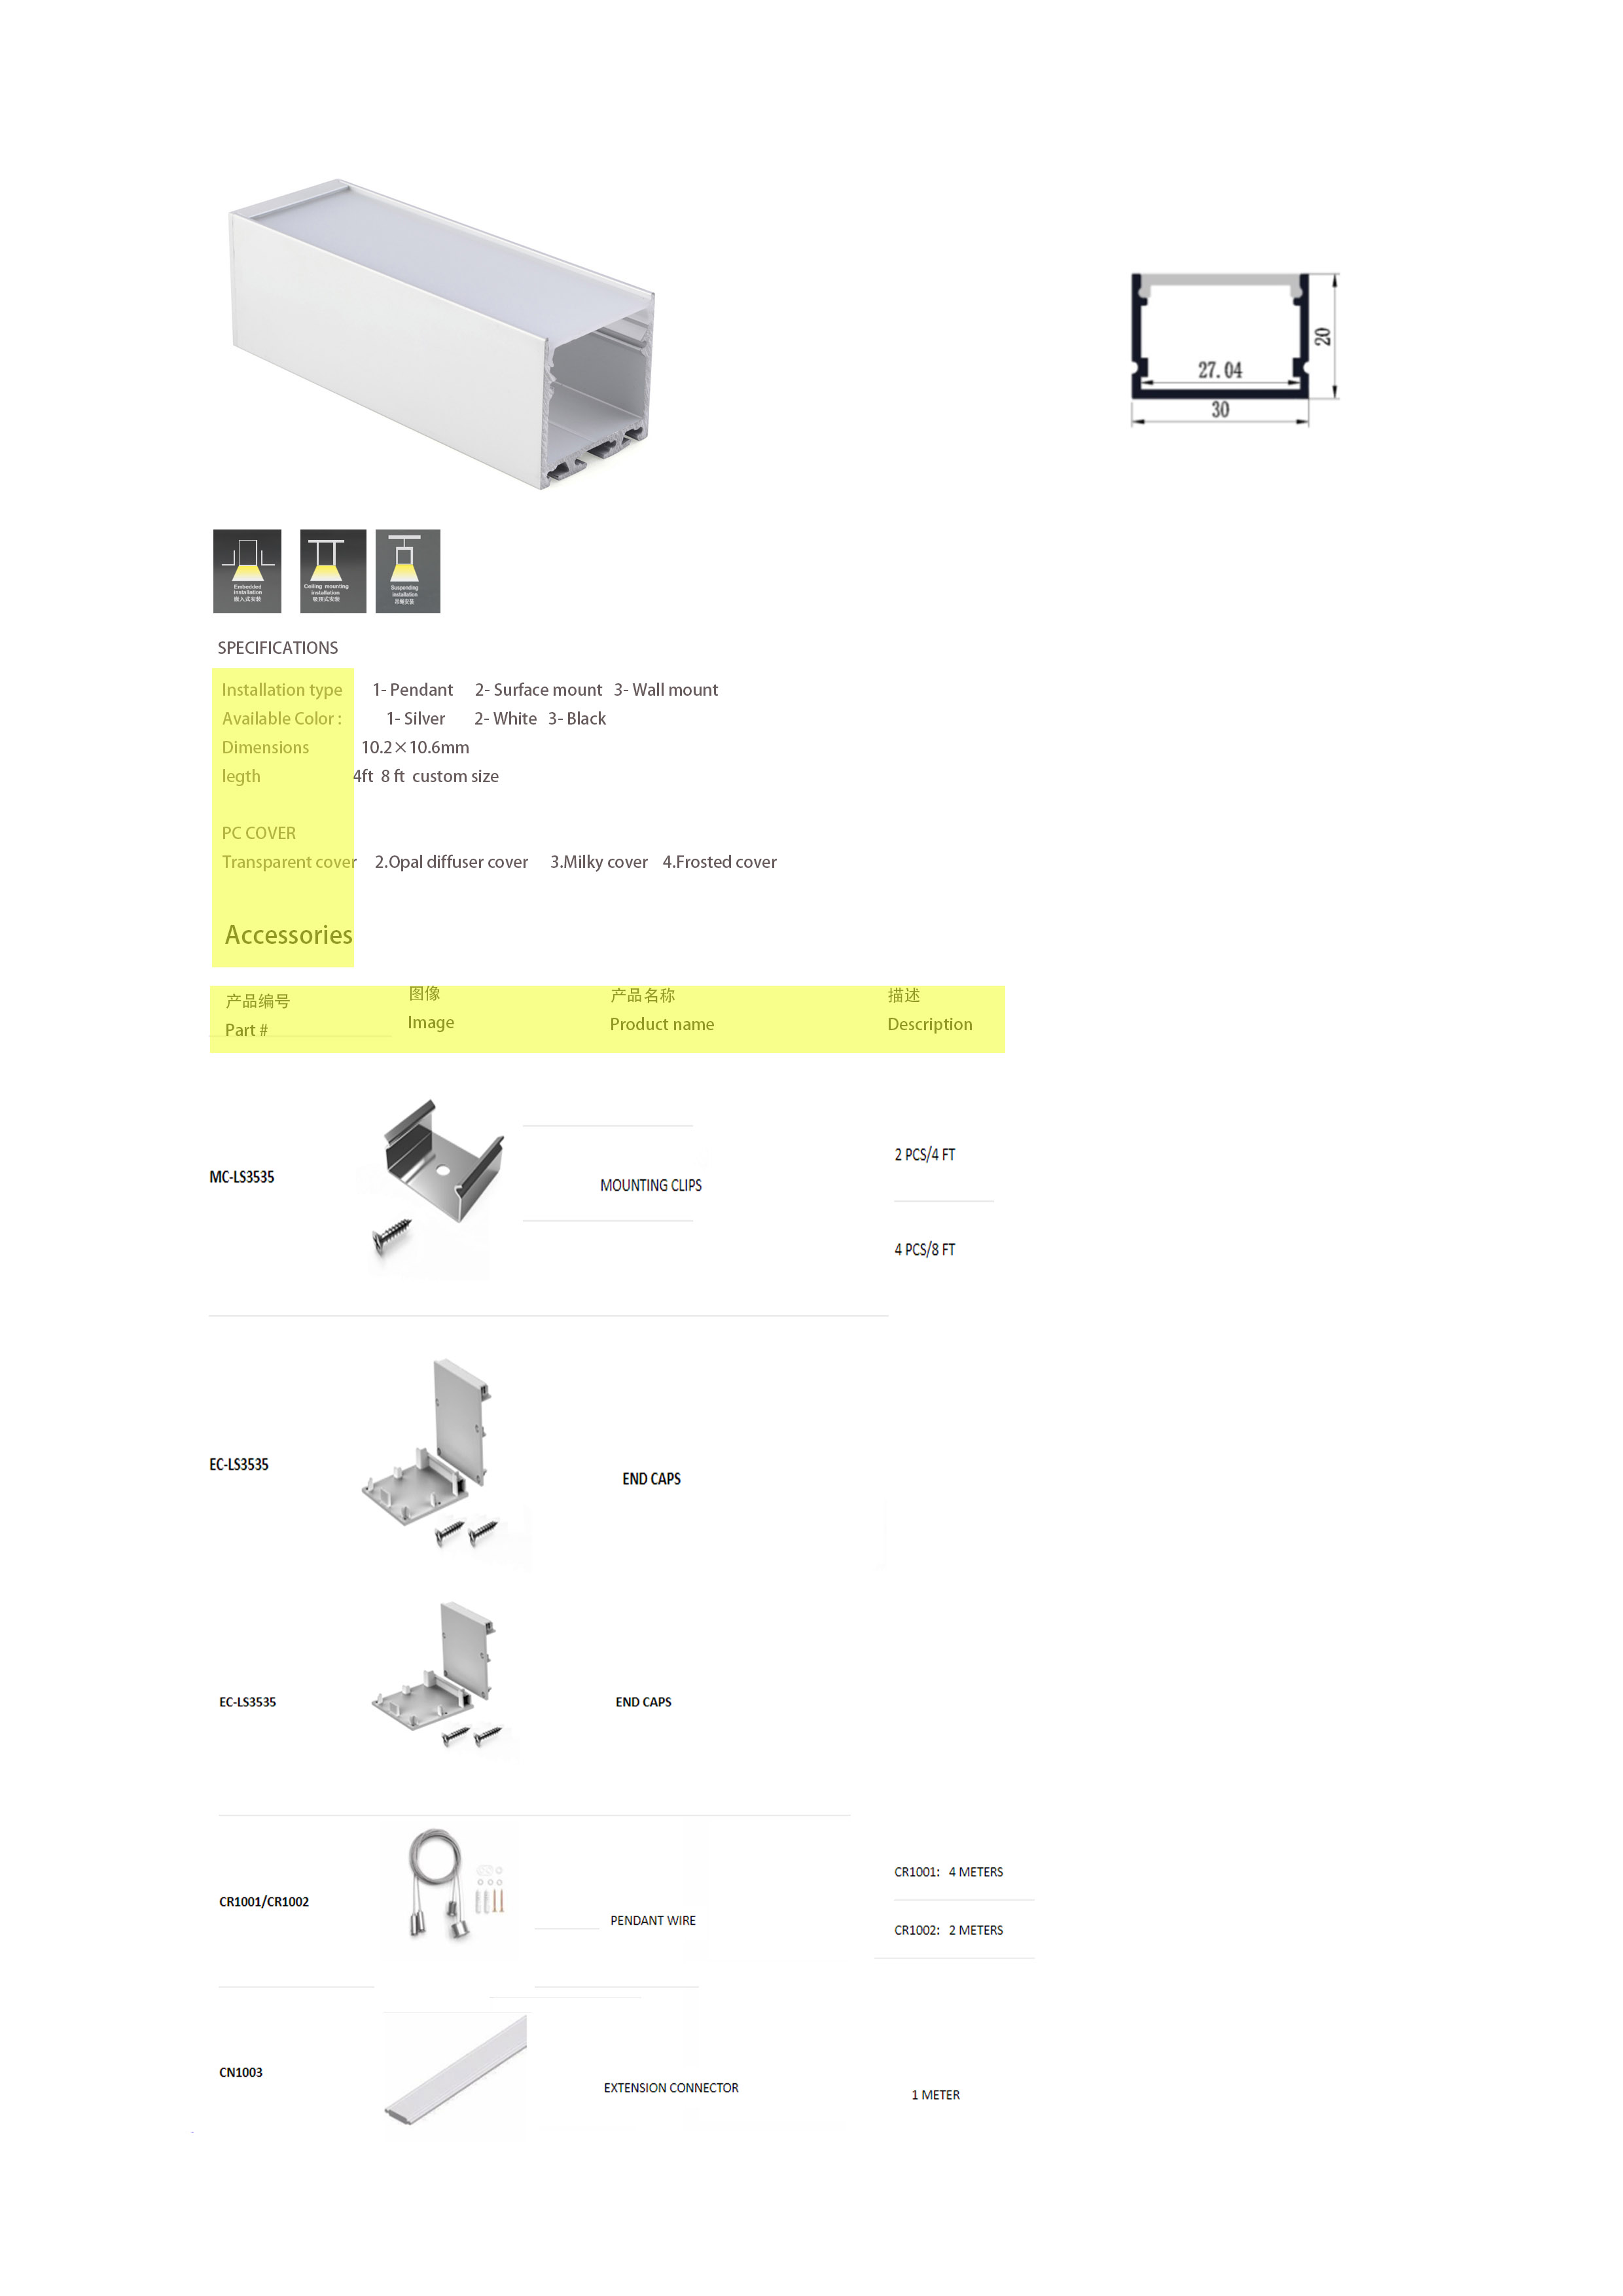 20
27.04
30
Embedded
installation
嵌入式安装
Ceiling mounting
installation
吸顶式安装
Suspending
installation
吊线安装
SPECIFICATIONS
Installation type 1- Pendant 2- Surface mount 3- Wall mount
Available Color : 1- Silver 2- White 3- Black
Dimensions 10.2×10.6mm
legth 4ft 8 ft custom size
PC COVER
Transparent cover 2.Opal diffuser cover 3.Milky cover 4.Frosted cover
Accessories
产品编号 图像 产品名称 描述
Part # Image Product name Description
MC-LS3535 MOUNTING CLIPS 2 PCS/4 FT
4 PCS/8 FT
EC-LS3535 END CAPS
EC-LS3535 END CAPS
CR1001/CR1002 PENDANT WIRE CR1001: 4 METERS
CR1002: 2 METERS
CN1003 EXTENSION CONNECTOR 1 METER